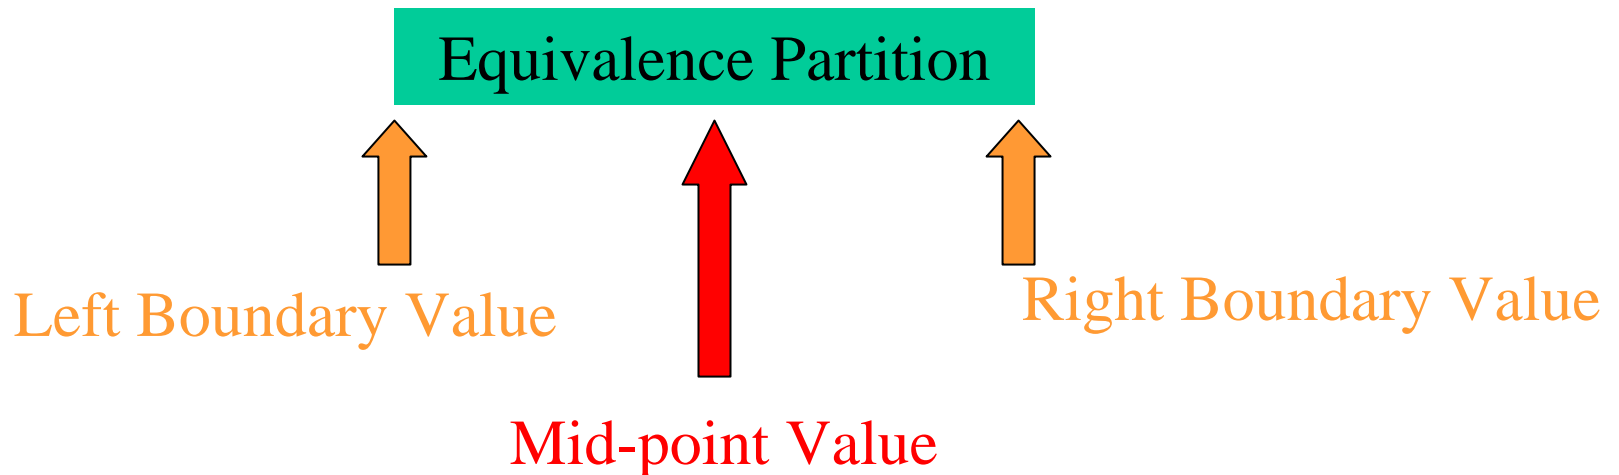 Equivalence Partition
Left Boundary Value
Right Boundary Value
Mid-point Value